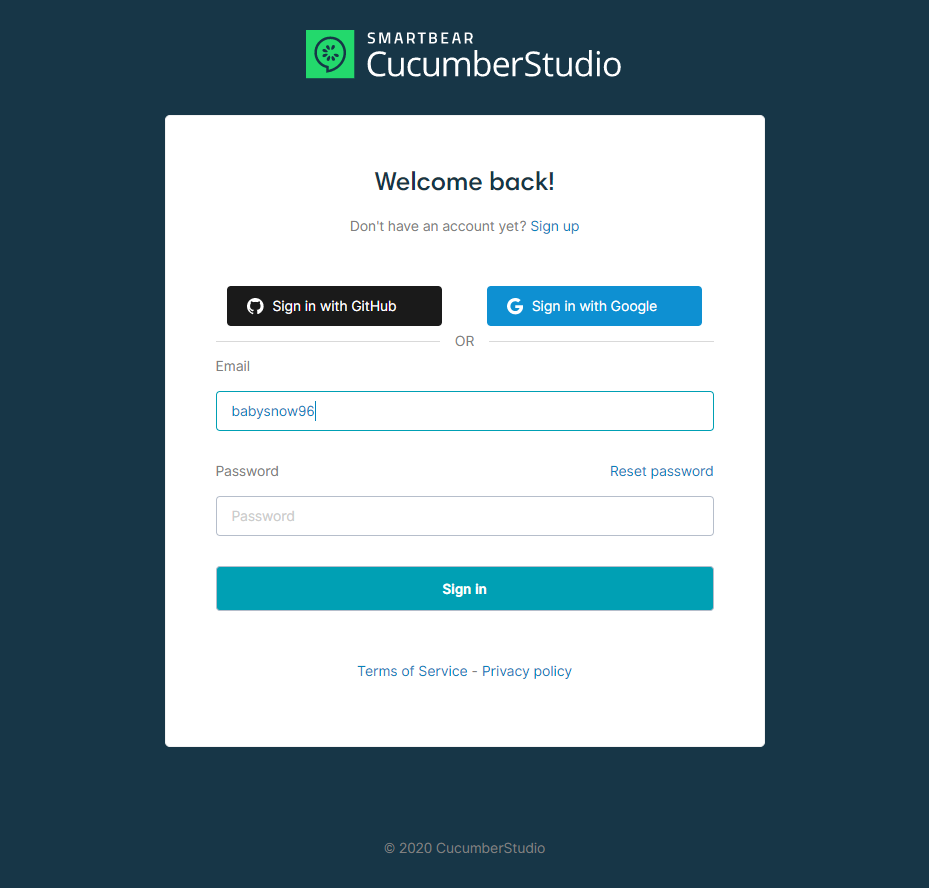 SMARTBEAR
CucumberStudio
Welcome back!
Don't have an account yet? Sign up
Sign in with GitHub
Sign in with Google
OR
Email
babysnow96
Password
Reset password
Password
Sign in
Terms of Service - Privacy policy
© 2020 CucumberStudio